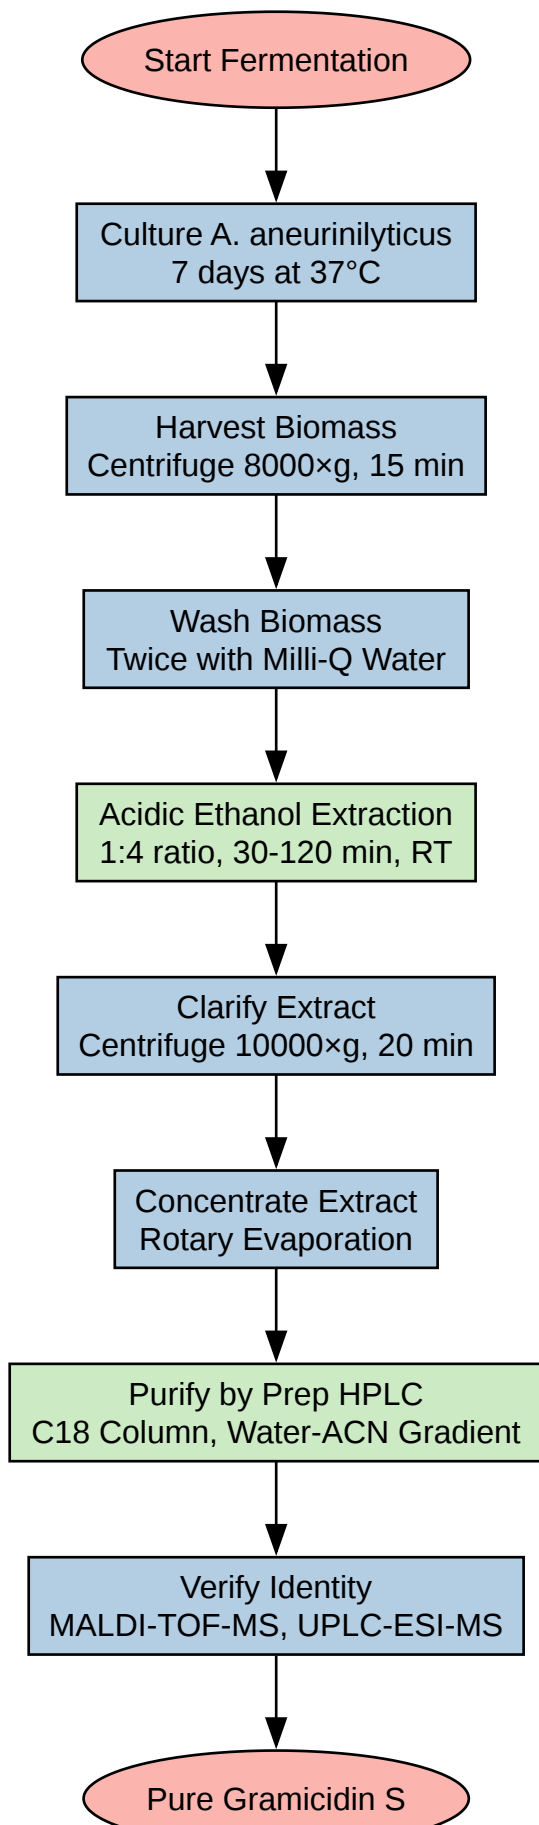 Start Fermentation
Culture A. aneurinilyticus
7 days at 37°C
Harvest Biomass
Centrifuge 8000×g, 15 min
Wash Biomass
Twice with Milli-Q Water
Acidic Ethanol Extraction
1:4 ratio, 30-120 min, RT
Clarify Extract
Centrifuge 10000×g, 20 min
Concentrate Extract
Rotary Evaporation
Purify by Prep HPLC
C18 Column, Water-ACN Gradient
Verify Identity
MALDI-TOF-MS, UPLC-ESI-MS
Pure Gramicidin S